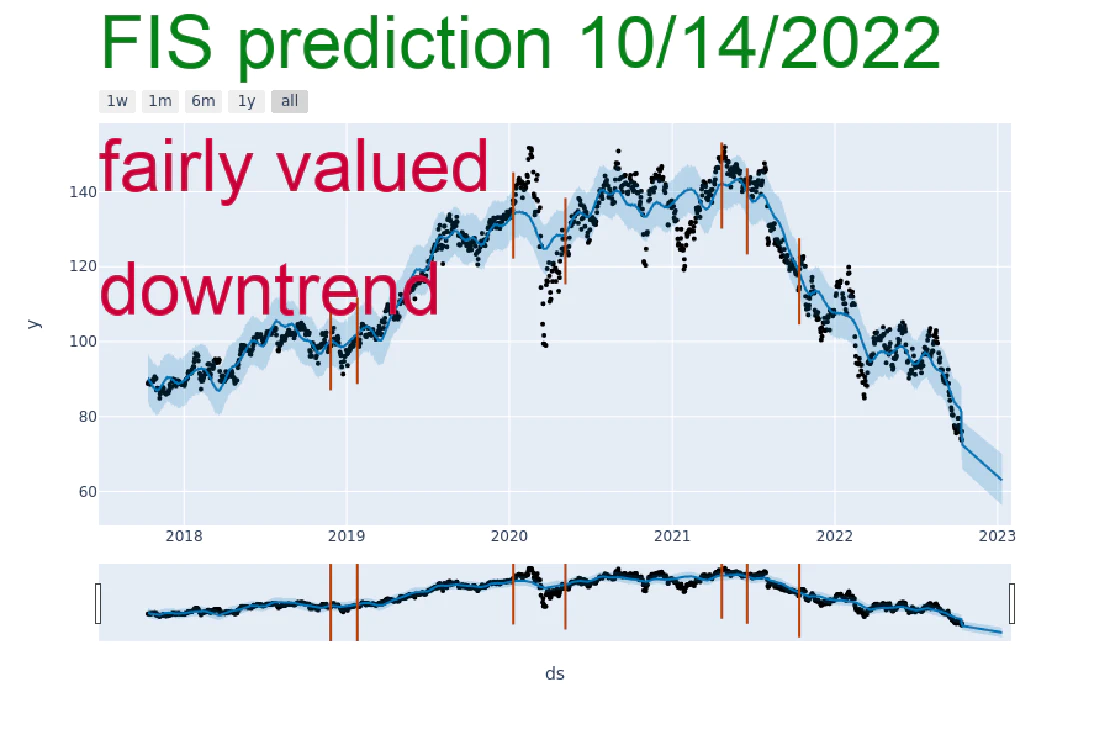 FIS prediction 10/14/2022
1w 1m 6m 1y all
fairly valued
140
120
downtrend
100
80
60
y
2018 2019 2020 2021 2022 2023
ds